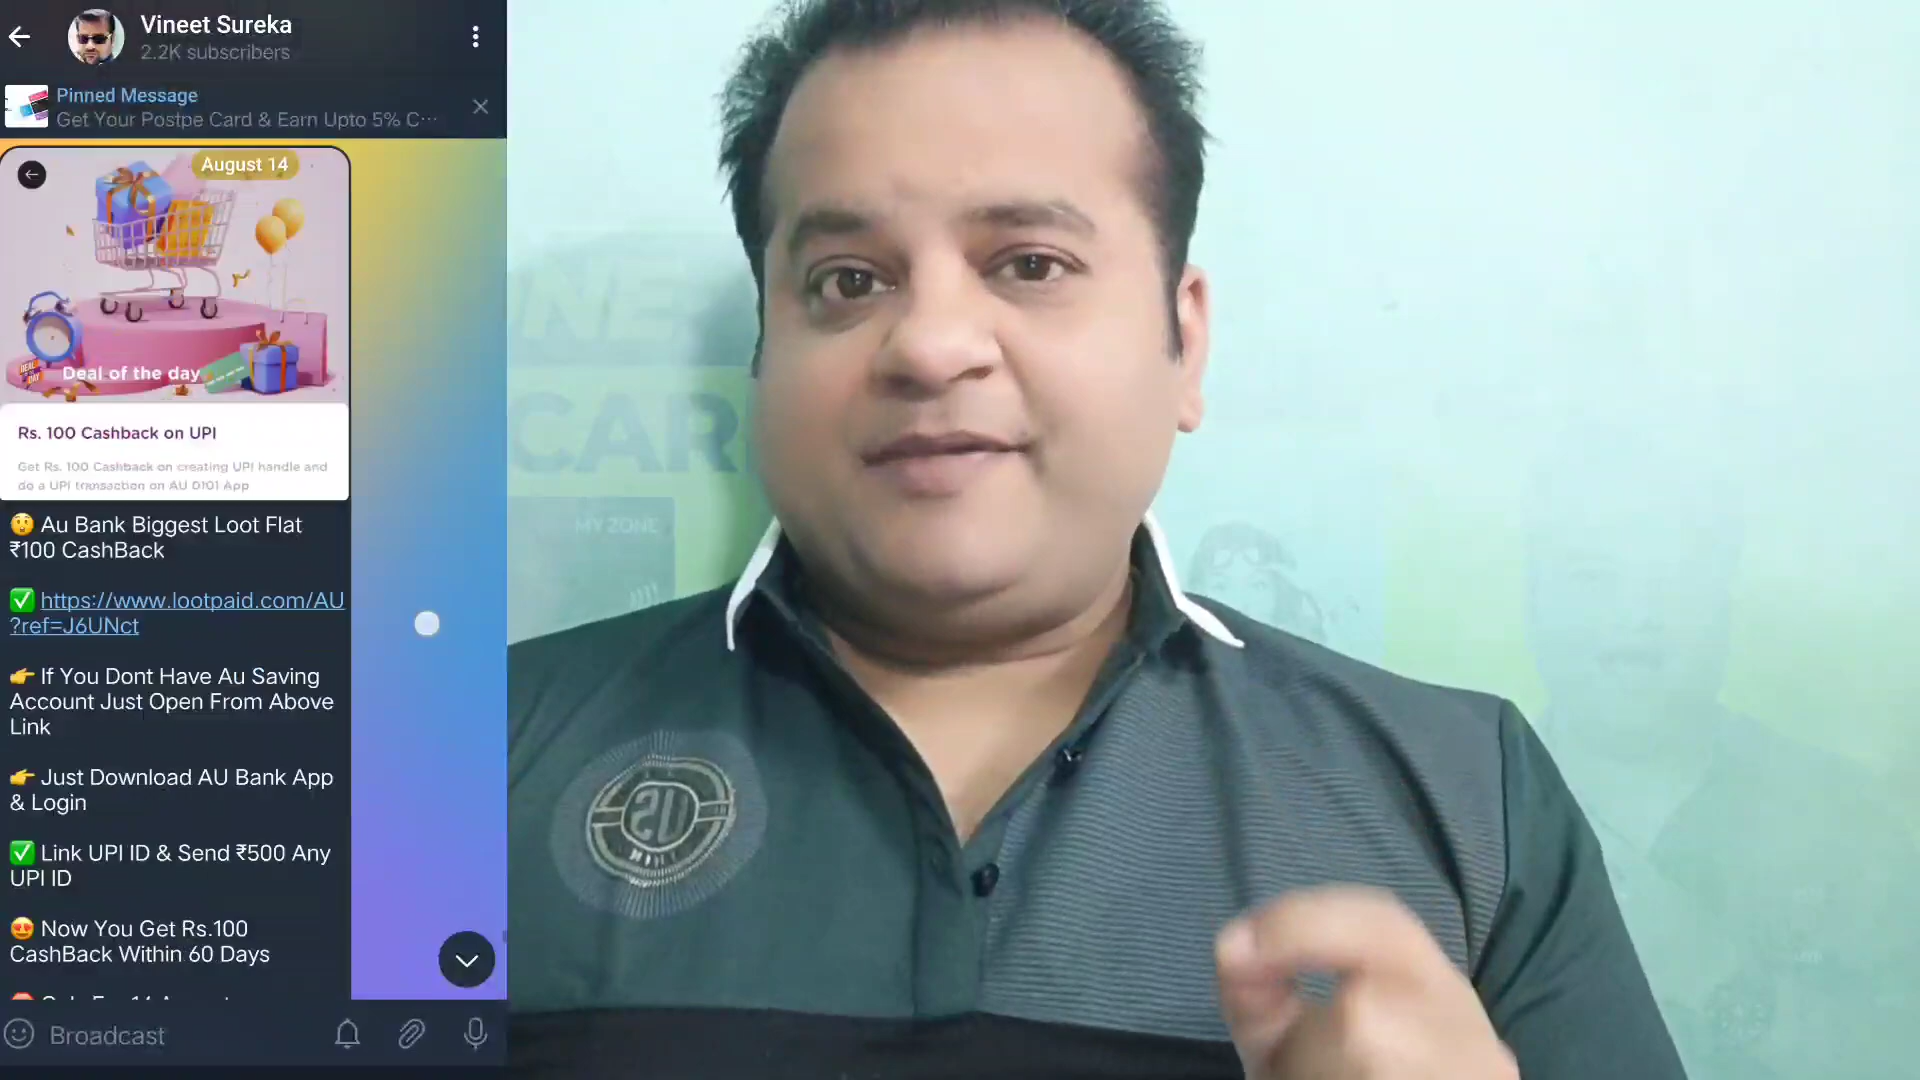 Vineet Sureka
2.2K subscribers
Pinned Message
Get Your Postpe Card & Earn Upto 5% C...
August 14
Deal of the day
Rs. 100 Cashback on UPI
Get Rs. 100 Cashback on creating UPI handle and
do a UPI transaction on AU 0101 App
😲 Au Bank Biggest Loot Flat
₹100 CashBack
✅ https://www.lootpaid.com/AU
?ref=J6UNct
👉 If You Dont Have Au Saving
Account Just Open From Above
Link
👉 Just Download AU Bank App
& Login
✅ Link UPI ID & Send ₹500 Any
UPI ID
😍 Now You Get Rs.100
CashBack Within 60 Days
Broadcast
CAR
MY ZONE